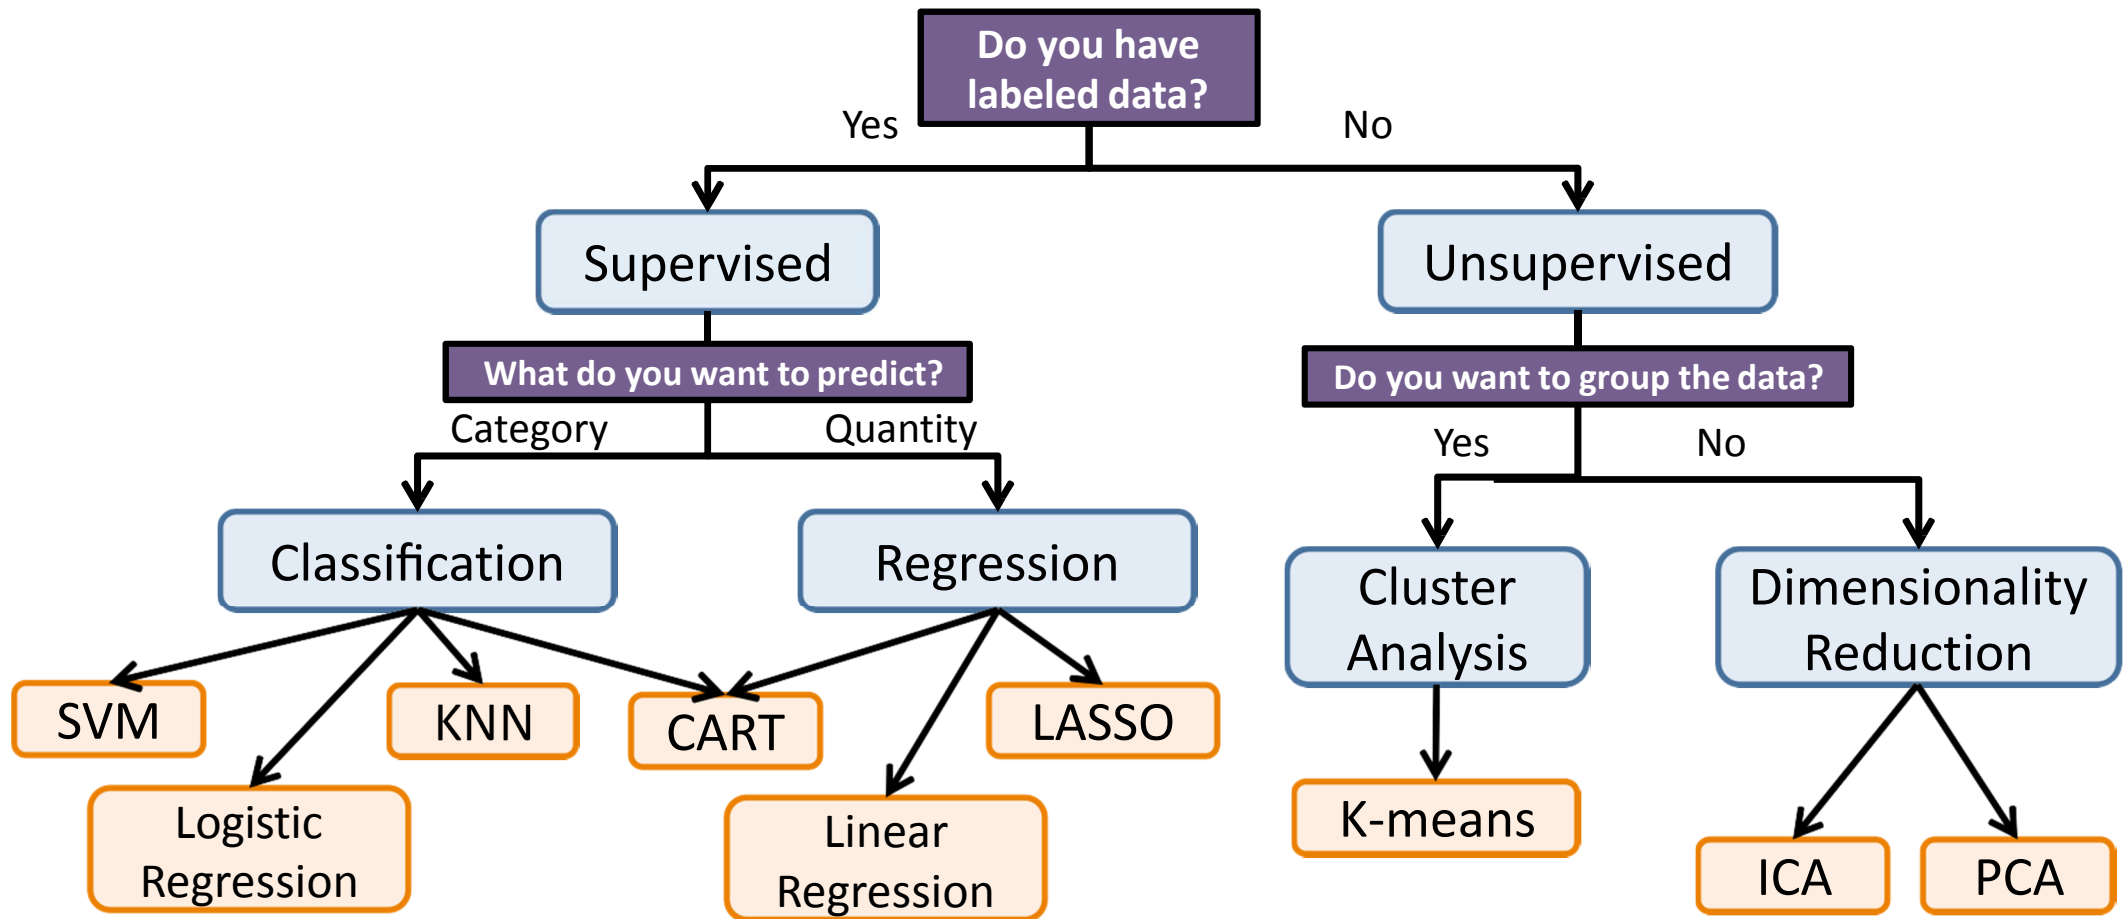 Do you have
labeled data?
Yes
No
Supervised
Unsupervised
What do you want to predict?
Do you want to group the data?
Category
Quantity
Yes
No
Classification
Regression
Cluster
Analysis
Dimensionality
Reduction
SVM
KNN
CART
LASSO
Logistic
Regression
Linear
Regression
K-means
ICA
PCA